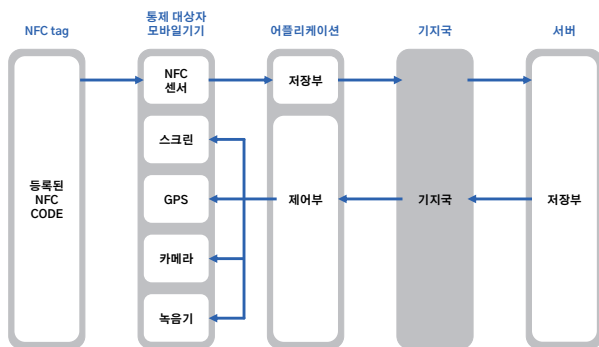 NFC tag
통제 대상자
모바일기기
어플리케이션
기지국
서버
NFC
센서
저장부
스크린
등록된
NFC
CODE
GPS
제어부
기지국
저장부
카메라
녹음기